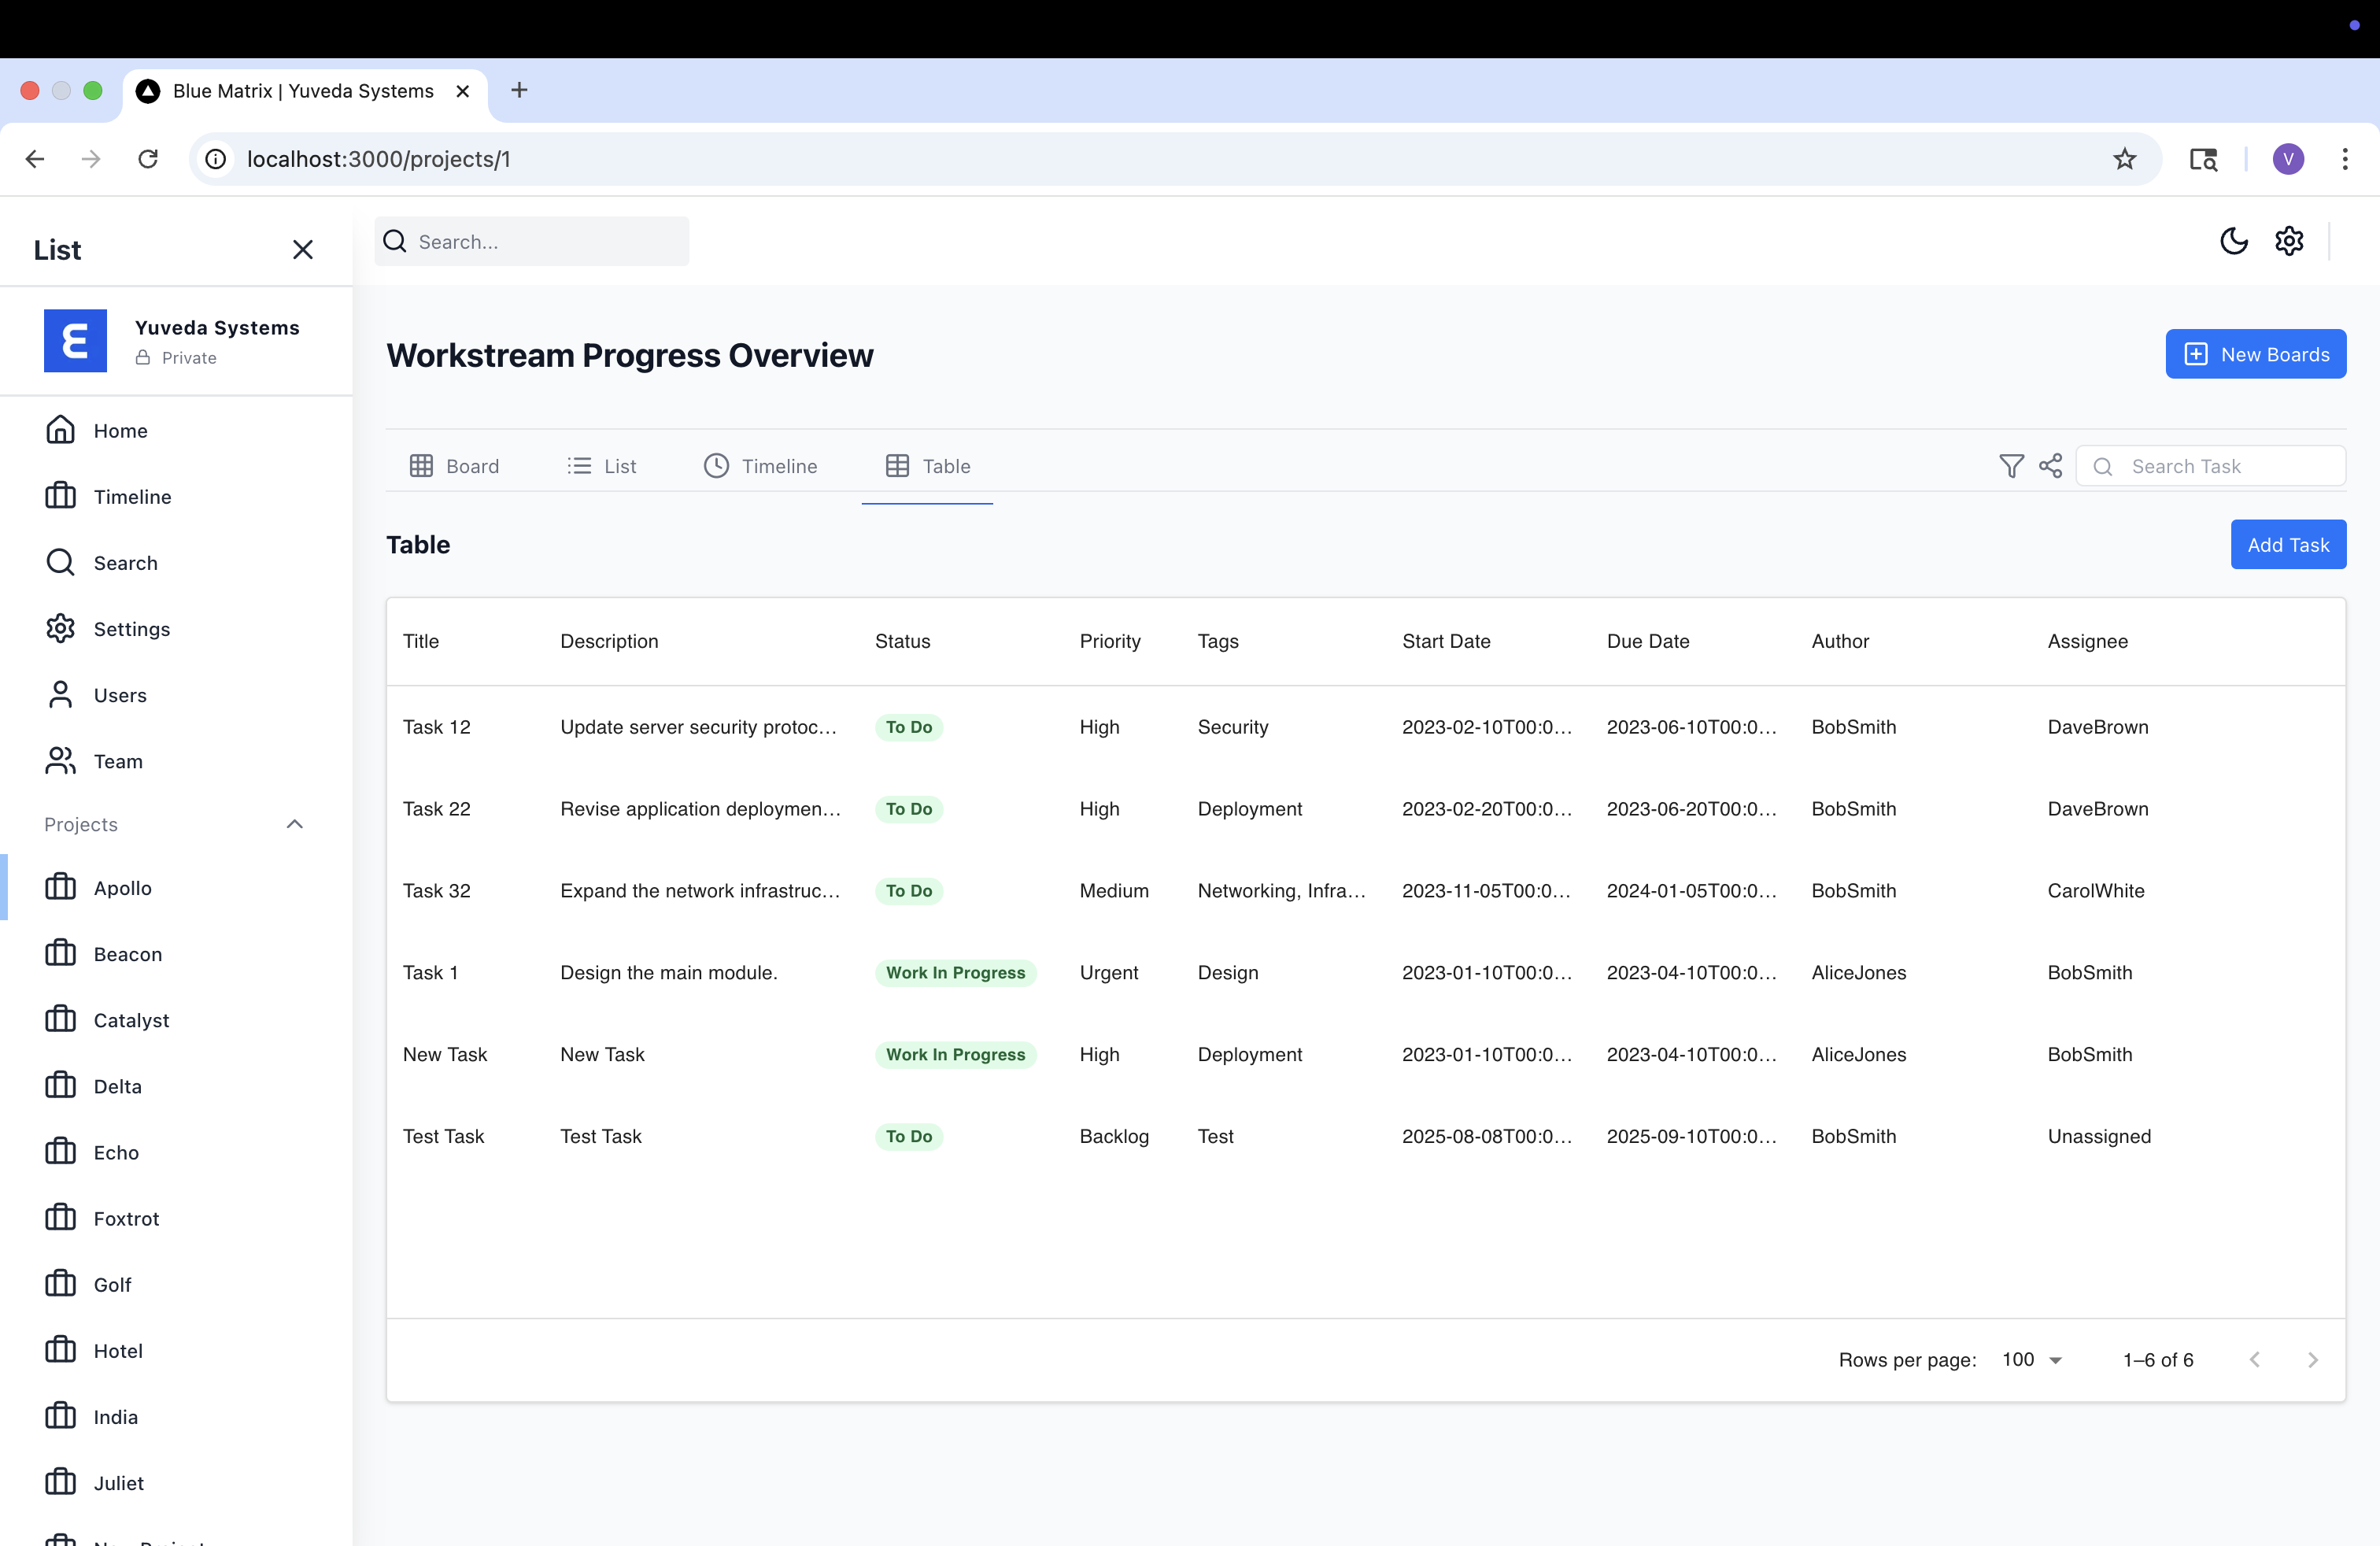 Blue Matrix | Yuveda Systems
localhost:3000/projects/1
V
List
Search...
Yuveda Systems
Private
Home
Timeline
Search
Settings
Users
Team
Projects
Apollo
Beacon
Catalyst
Delta
Echo
Foxtrot
Golf
Hotel
India
Juliet
Workstream Progress Overview
New Boards
Board List Timeline Table
Search Task
Table
Add Task
Title Description Status Priority Tags Start Date Due Date Author Assignee
Task 12 Update server security protoc... To Do High Security 2023-02-10T00:0... 2023-06-10T00:0... BobSmith DaveBrown
Task 22 Revise application deploymen... To Do High Deployment 2023-02-20T00:0... 2023-06-20T00:0... BobSmith DaveBrown
Task 32 Expand the network infrastruc... To Do Medium Networking, Infra... 2023-11-05T00:0... 2024-01-05T00:0... BobSmith CarolWhite
Task 1 Design the main module. Work In Progress Urgent Design 2023-01-10T00:0... 2023-04-10T00:0... AliceJones BobSmith
New Task New Task Work In Progress High Deployment 2023-01-10T00:0... 2023-04-10T00:0... AliceJones BobSmith
Test Task Test Task To Do Backlog Test 2025-08-08T00:0... 2025-09-10T00:0... BobSmith Unassigned
Rows per page: 100 1–6 of 6